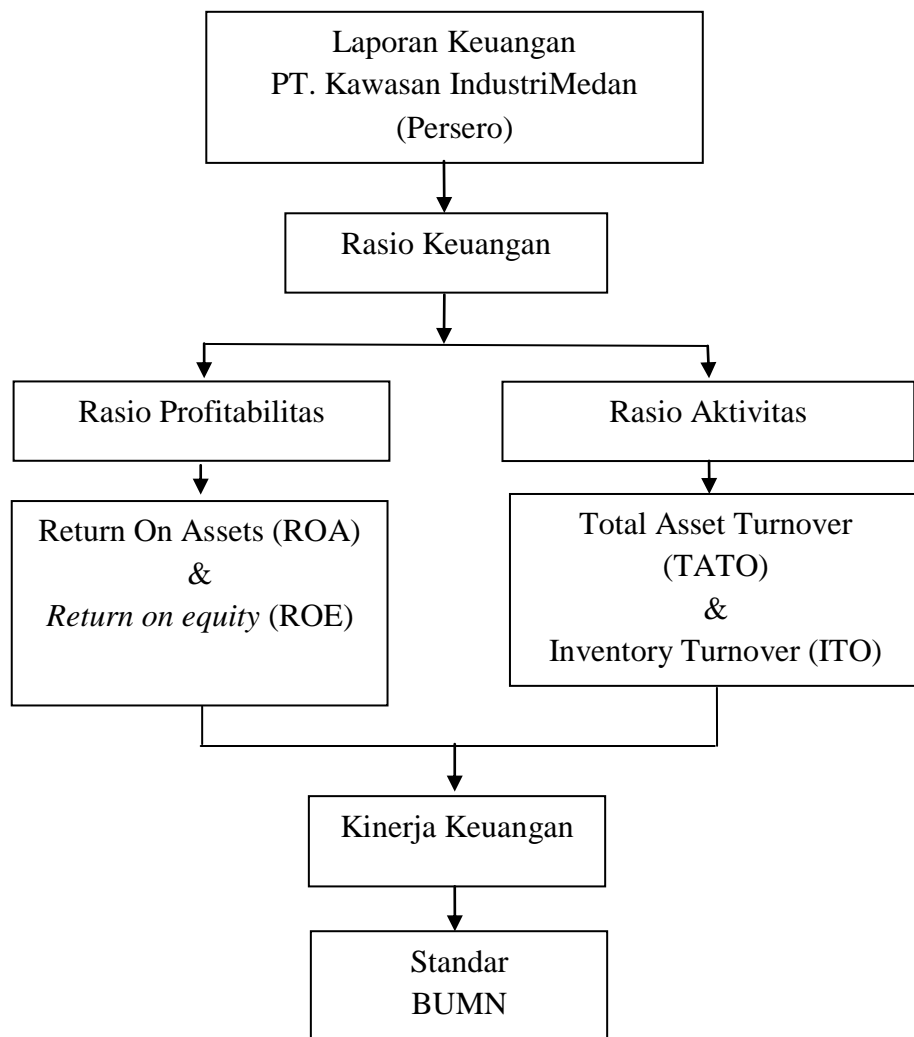 Laporan Keuangan
PT. Kawasan IndustriMedan
(Persero)
Rasio Keuangan
Rasio Profitabilitas
Rasio Aktivitas
Return On Assets (ROA)
&
Return on equity (ROE)
Total Asset Turnover
(TATO)
&
Inventory Turnover (ITO)
Kinerja Keuangan
Standar
BUMN